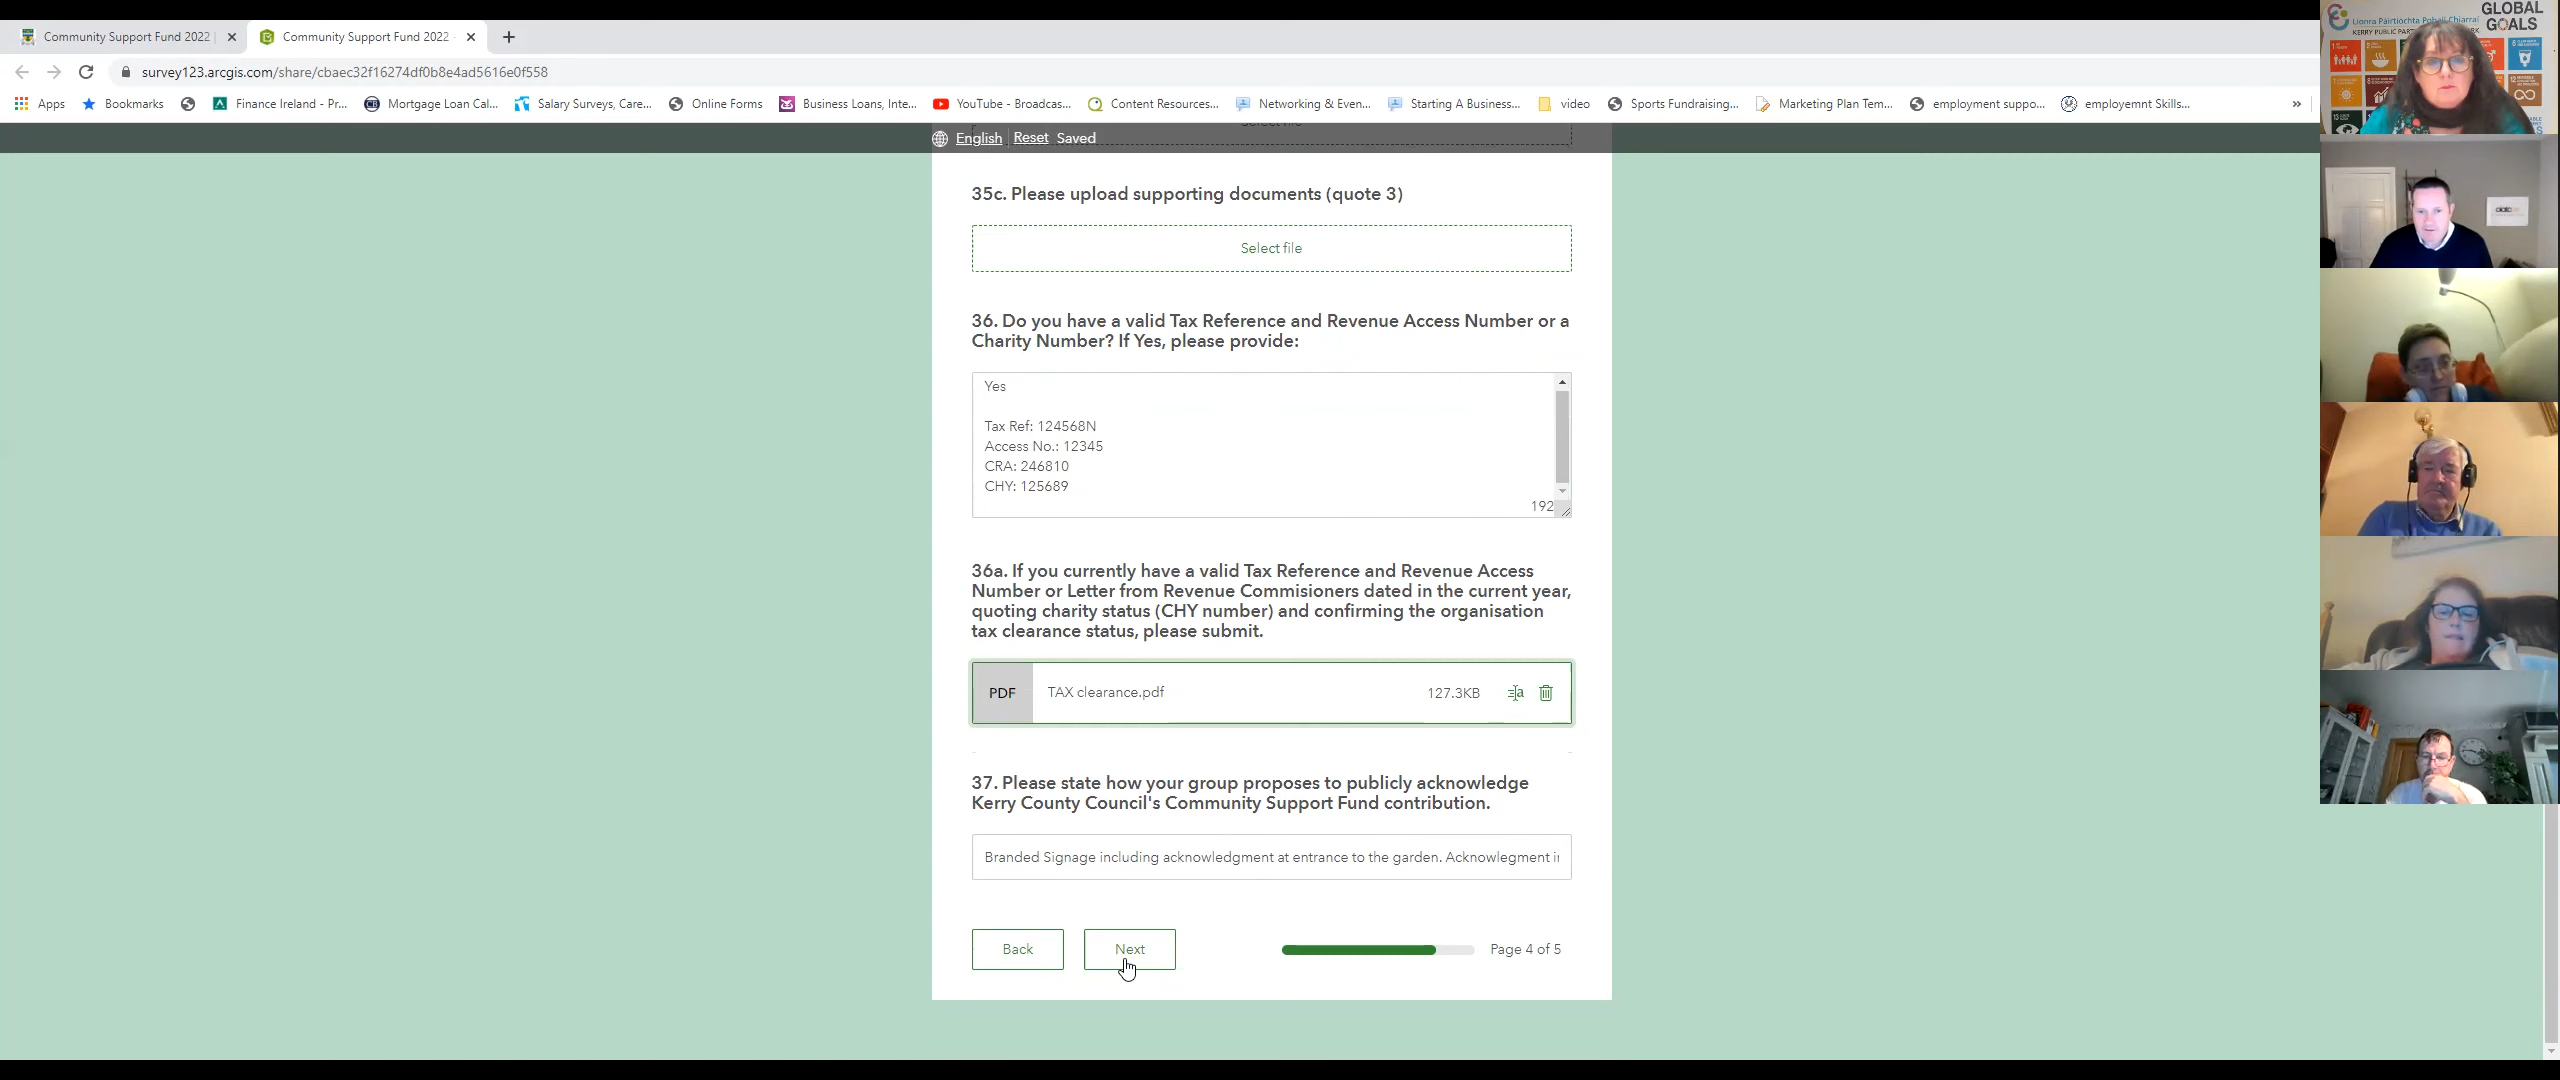 Community Support Fund 2022
Community Support Fund 2022
survey123.arcgis.com/share/cbaec32f16274df0b8e4ad5616e0f558
Apps Bookmarks Finance Ireland - Pr... Mortgage Loan Cal... Salary Surveys, Care... Online Forms Business Loans, Inte... YouTube - Broadcas... Content Resources... Networking & Even... Starting A Business... video Sports Fundraising... Marketing Plan Tem... employment suppo... employemnt Skills... »
English Reset Saved
35c. Please upload supporting documents (quote 3)
Select file
36. Do you have a valid Tax Reference and Revenue Access Number or a
Charity Number? If Yes, please provide:
Yes
Tax Ref: 124568N
Access No.: 12345
CRA: 246810
CHY: 125689
192
36a. If you currently have a valid Tax Reference and Revenue Access
Number or Letter from Revenue Commisioners dated in the current year,
quoting charity status (CHY number) and confirming the organisation
tax clearance status, please submit.
PDF TAX clearance.pdf 127.3KB
37. Please state how your group proposes to publicly acknowledge
Kerry County Council's Community Support Fund contribution.
Branded Signage including acknowledgment at entrance to the garden. Acknowlegment in
Back Next Page 4 of 5
GLOBAL
GOALS
Líonra Páirtíochta Pobail Chiarraí
KERRY PUBLIC